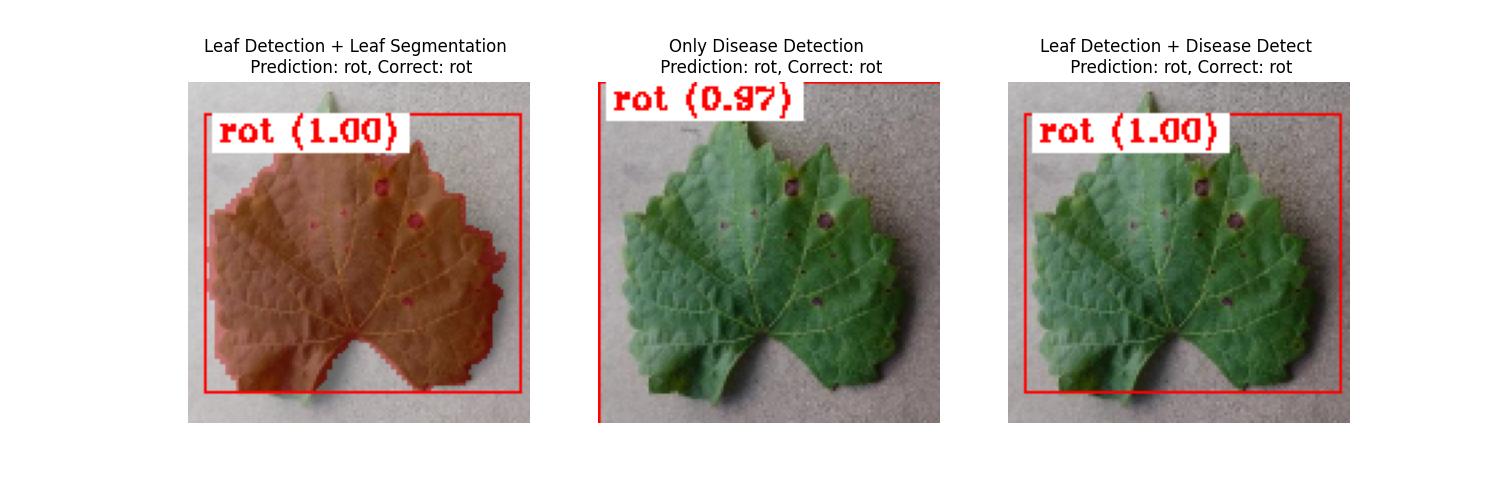 Leaf Detection + Leaf Segmentation
Prediction: rot, Correct: rot
rot (1.00)
Only Disease Detection
Prediction: rot, Correct: rot
rot (0.97)
Leaf Detection + Disease Detect
Prediction: rot, Correct: rot
rot (1.00)